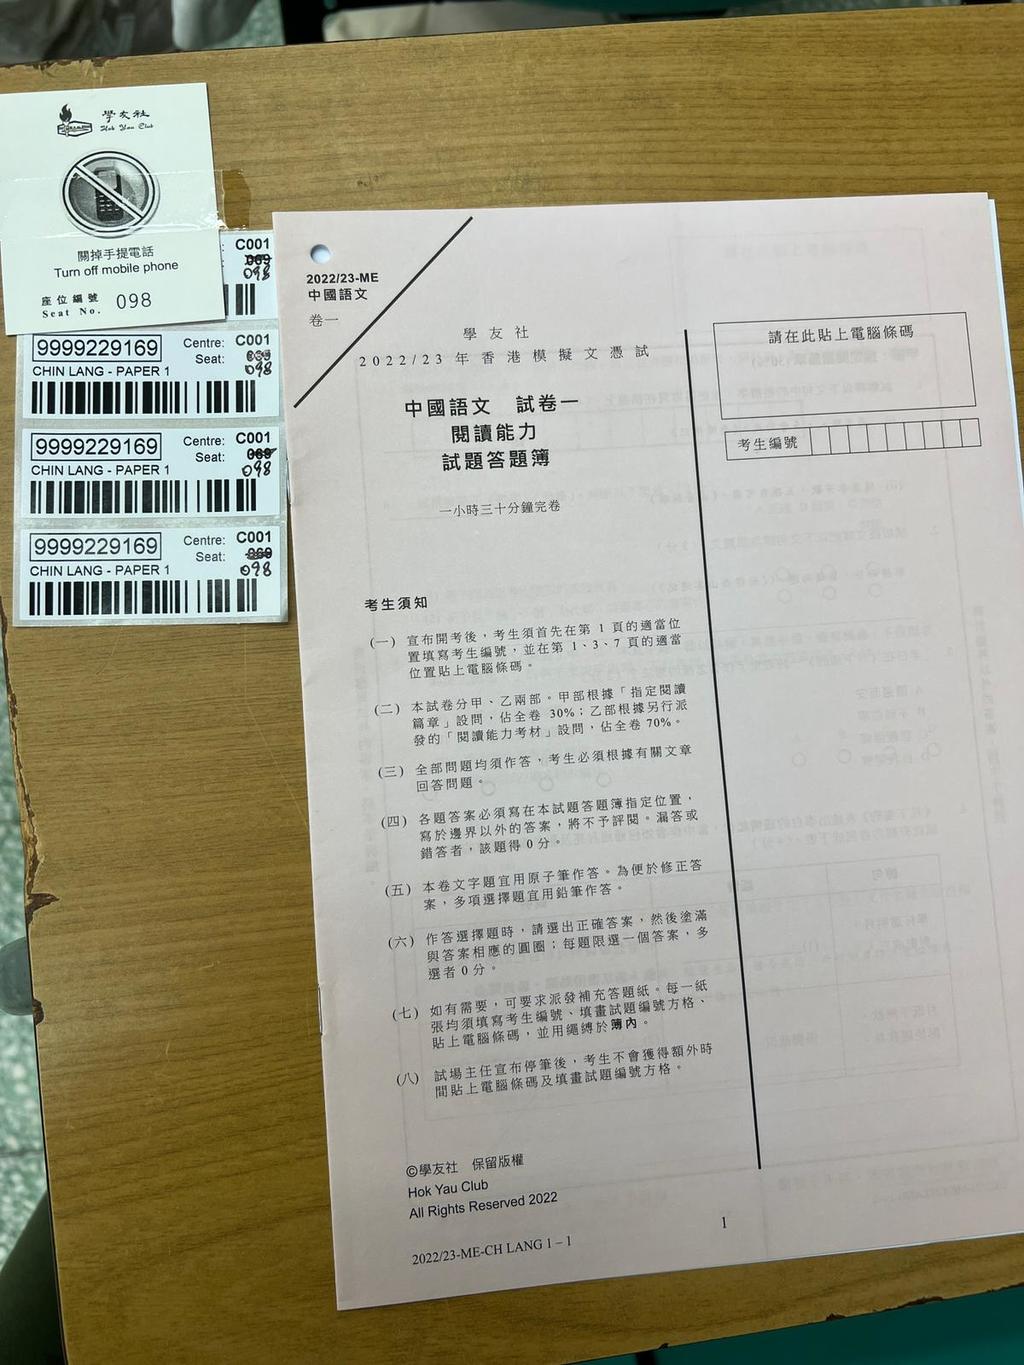 學友社
Hok Yau Club
關掉手提電話
Turn off mobile phone
座位編號
Seat No. 098
C001
098
9999229169 Centre: C001
Seat: 098
CHIN LANG - PAPER 1
9999229169 Centre: C001
Seat: 069 098
CHIN LANG - PAPER 1
9999229169 Centre: C001
Seat: 069 098
CHIN LANG - PAPER 1
2022/23-ME
中國語文
卷一
學友社
2022/23年香港模擬文憑試
中國語文 試卷一
閱讀能力
試題答題簿
一小時三十分鐘完卷
考生須知
(一) 宣布開考後，考生須首先在第 1 頁的適當位
置填寫考生編號，並在第 1、3、7 頁的適當
位置貼上電腦條碼。
(二) 本試卷分甲、乙兩部。甲部根據「指定閱讀
篇章」設問，佔全卷 30%；乙部根據另行派
發的「閱讀能力考材」設問，佔全卷 70%。
(三) 全部問題均須作答，考生必須根據有關文章
回答問題。
(四) 各題答案必須寫在本試題答題簿指定位置，
寫於邊界以外的答案，將不予評閱。漏答或
錯答者，該題得 0 分。
(五) 本卷文字題宜用原子筆作答。為便於修正答
案，多項選擇題宜用鉛筆作答。
(六) 作答選擇題時，請選出正確答案，然後塗滿
與答案相應的圓圈；每題限選一個答案，多
選者 0 分。
(七) 如有需要，可要求派發補充答題紙。每一紙
張均須填寫考生編號、填畫試題編號方格、
貼上電腦條碼，並用繩縛於簿內。
(八) 試場主任宣布停筆後，考生不會獲得額外時
間貼上電腦條碼及填畫試題編號方格。
©學友社 保留版權
Hok Yau Club
All Rights Reserved 2022
2022/23-ME-CH LANG 1 – 1
1
請在此貼上電腦條碼
考生編號